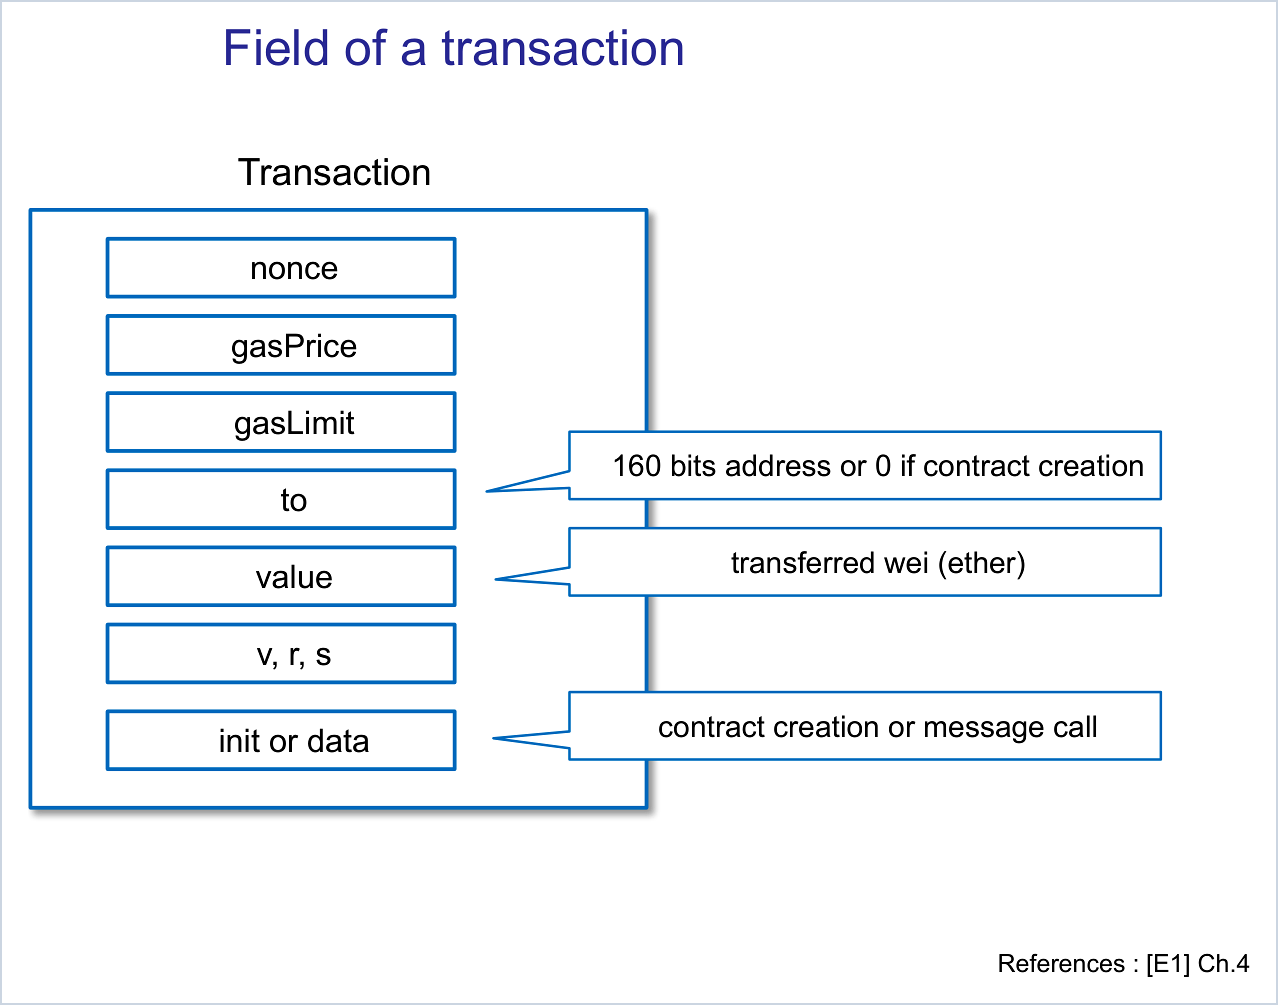 Field of a transaction
Transaction
nonce
gasPrice
gasLimit
160 bits address or 0 if contract creation
to
transferred wei (ether)
value
v, r, s
contract creation or message call
init or data
References : [E1] Ch.4